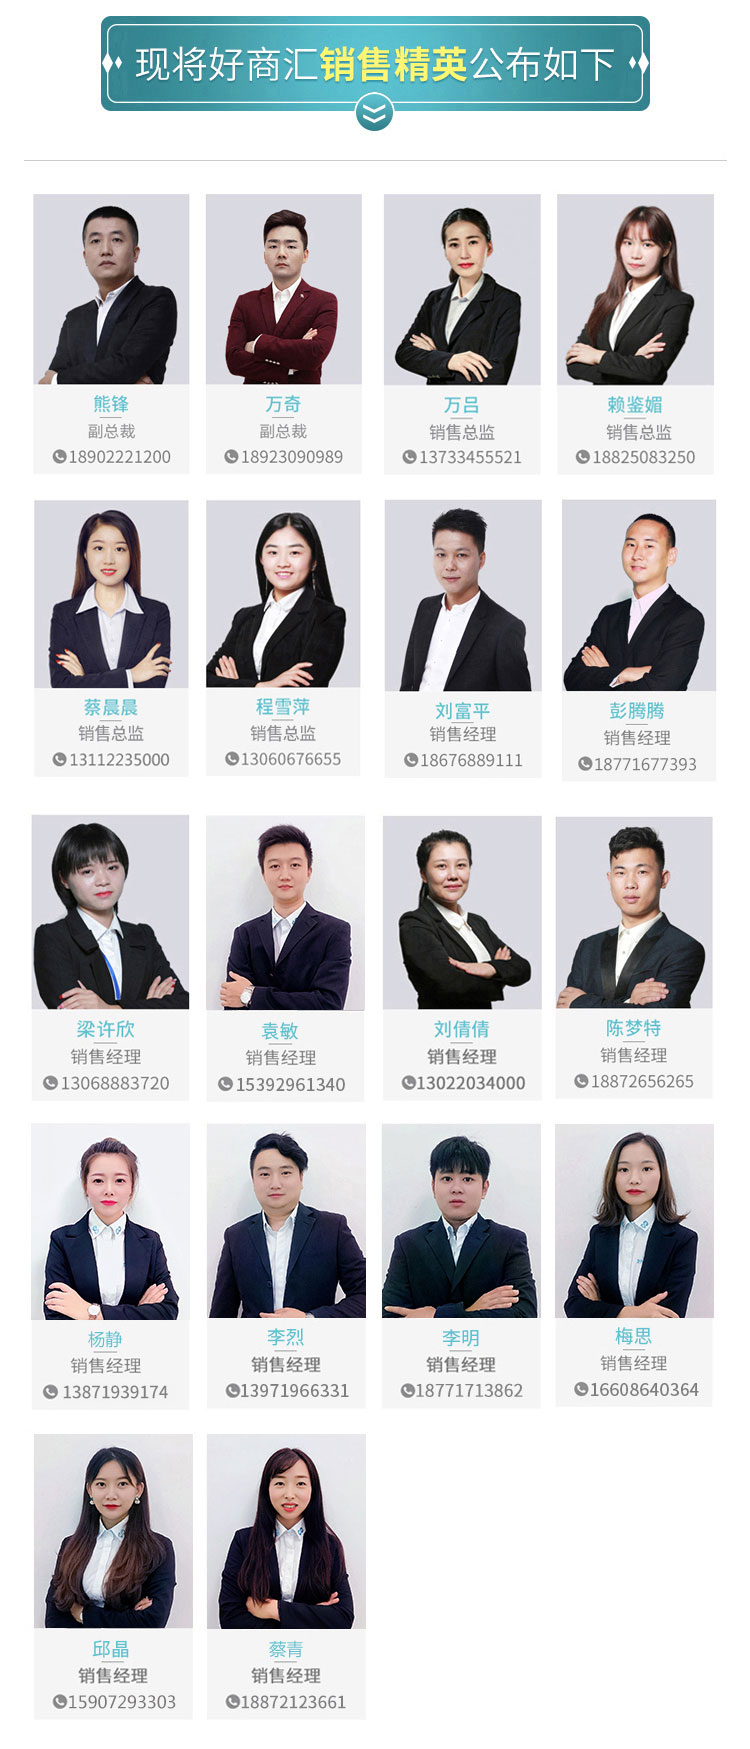 现将好商汇销售精英公布如下
熊锋
副总裁
18902221200
万奇
副总裁
18923090989
万吕
销售总监
13733455521
赖鉴媚
销售总监
18825083250
蔡晨晨
销售总监
13112235000
程雪萍
销售总监
13060676655
刘富平
销售经理
18676889111
彭腾腾
销售经理
18771677393
梁许欣
销售经理
13068883720
袁敏
销售经理
15392961340
刘倩倩
销售经理
13022034000
陈梦特
销售经理
18872656265
杨静
销售经理
13871939174
李烈
销售经理
13971966331
李明
销售经理
18771713862
梅思
销售经理
16608640364
邱晶
销售经理
15907293303
蔡青
销售经理
18872123661